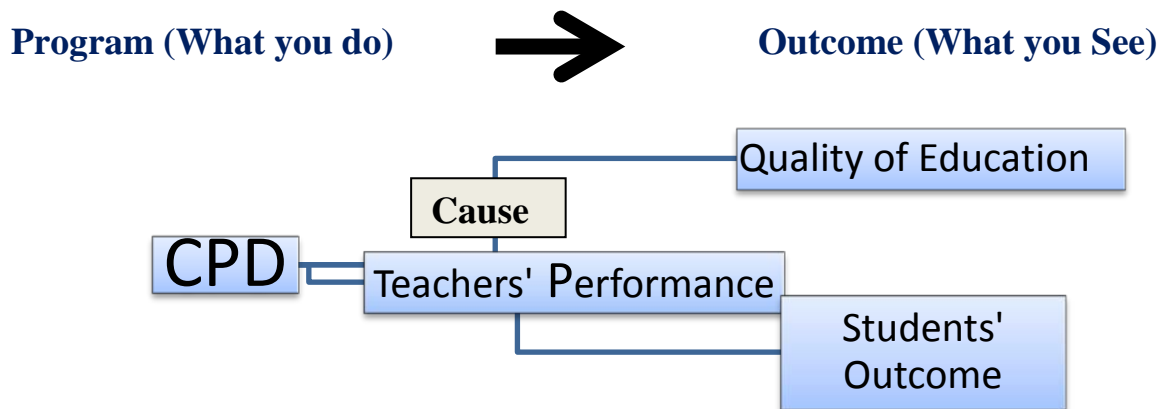 Program (What you do)
Outcome (What you See)
Quality of Education
Cause
CPD
Teachers' Performance
Students'
Outcome